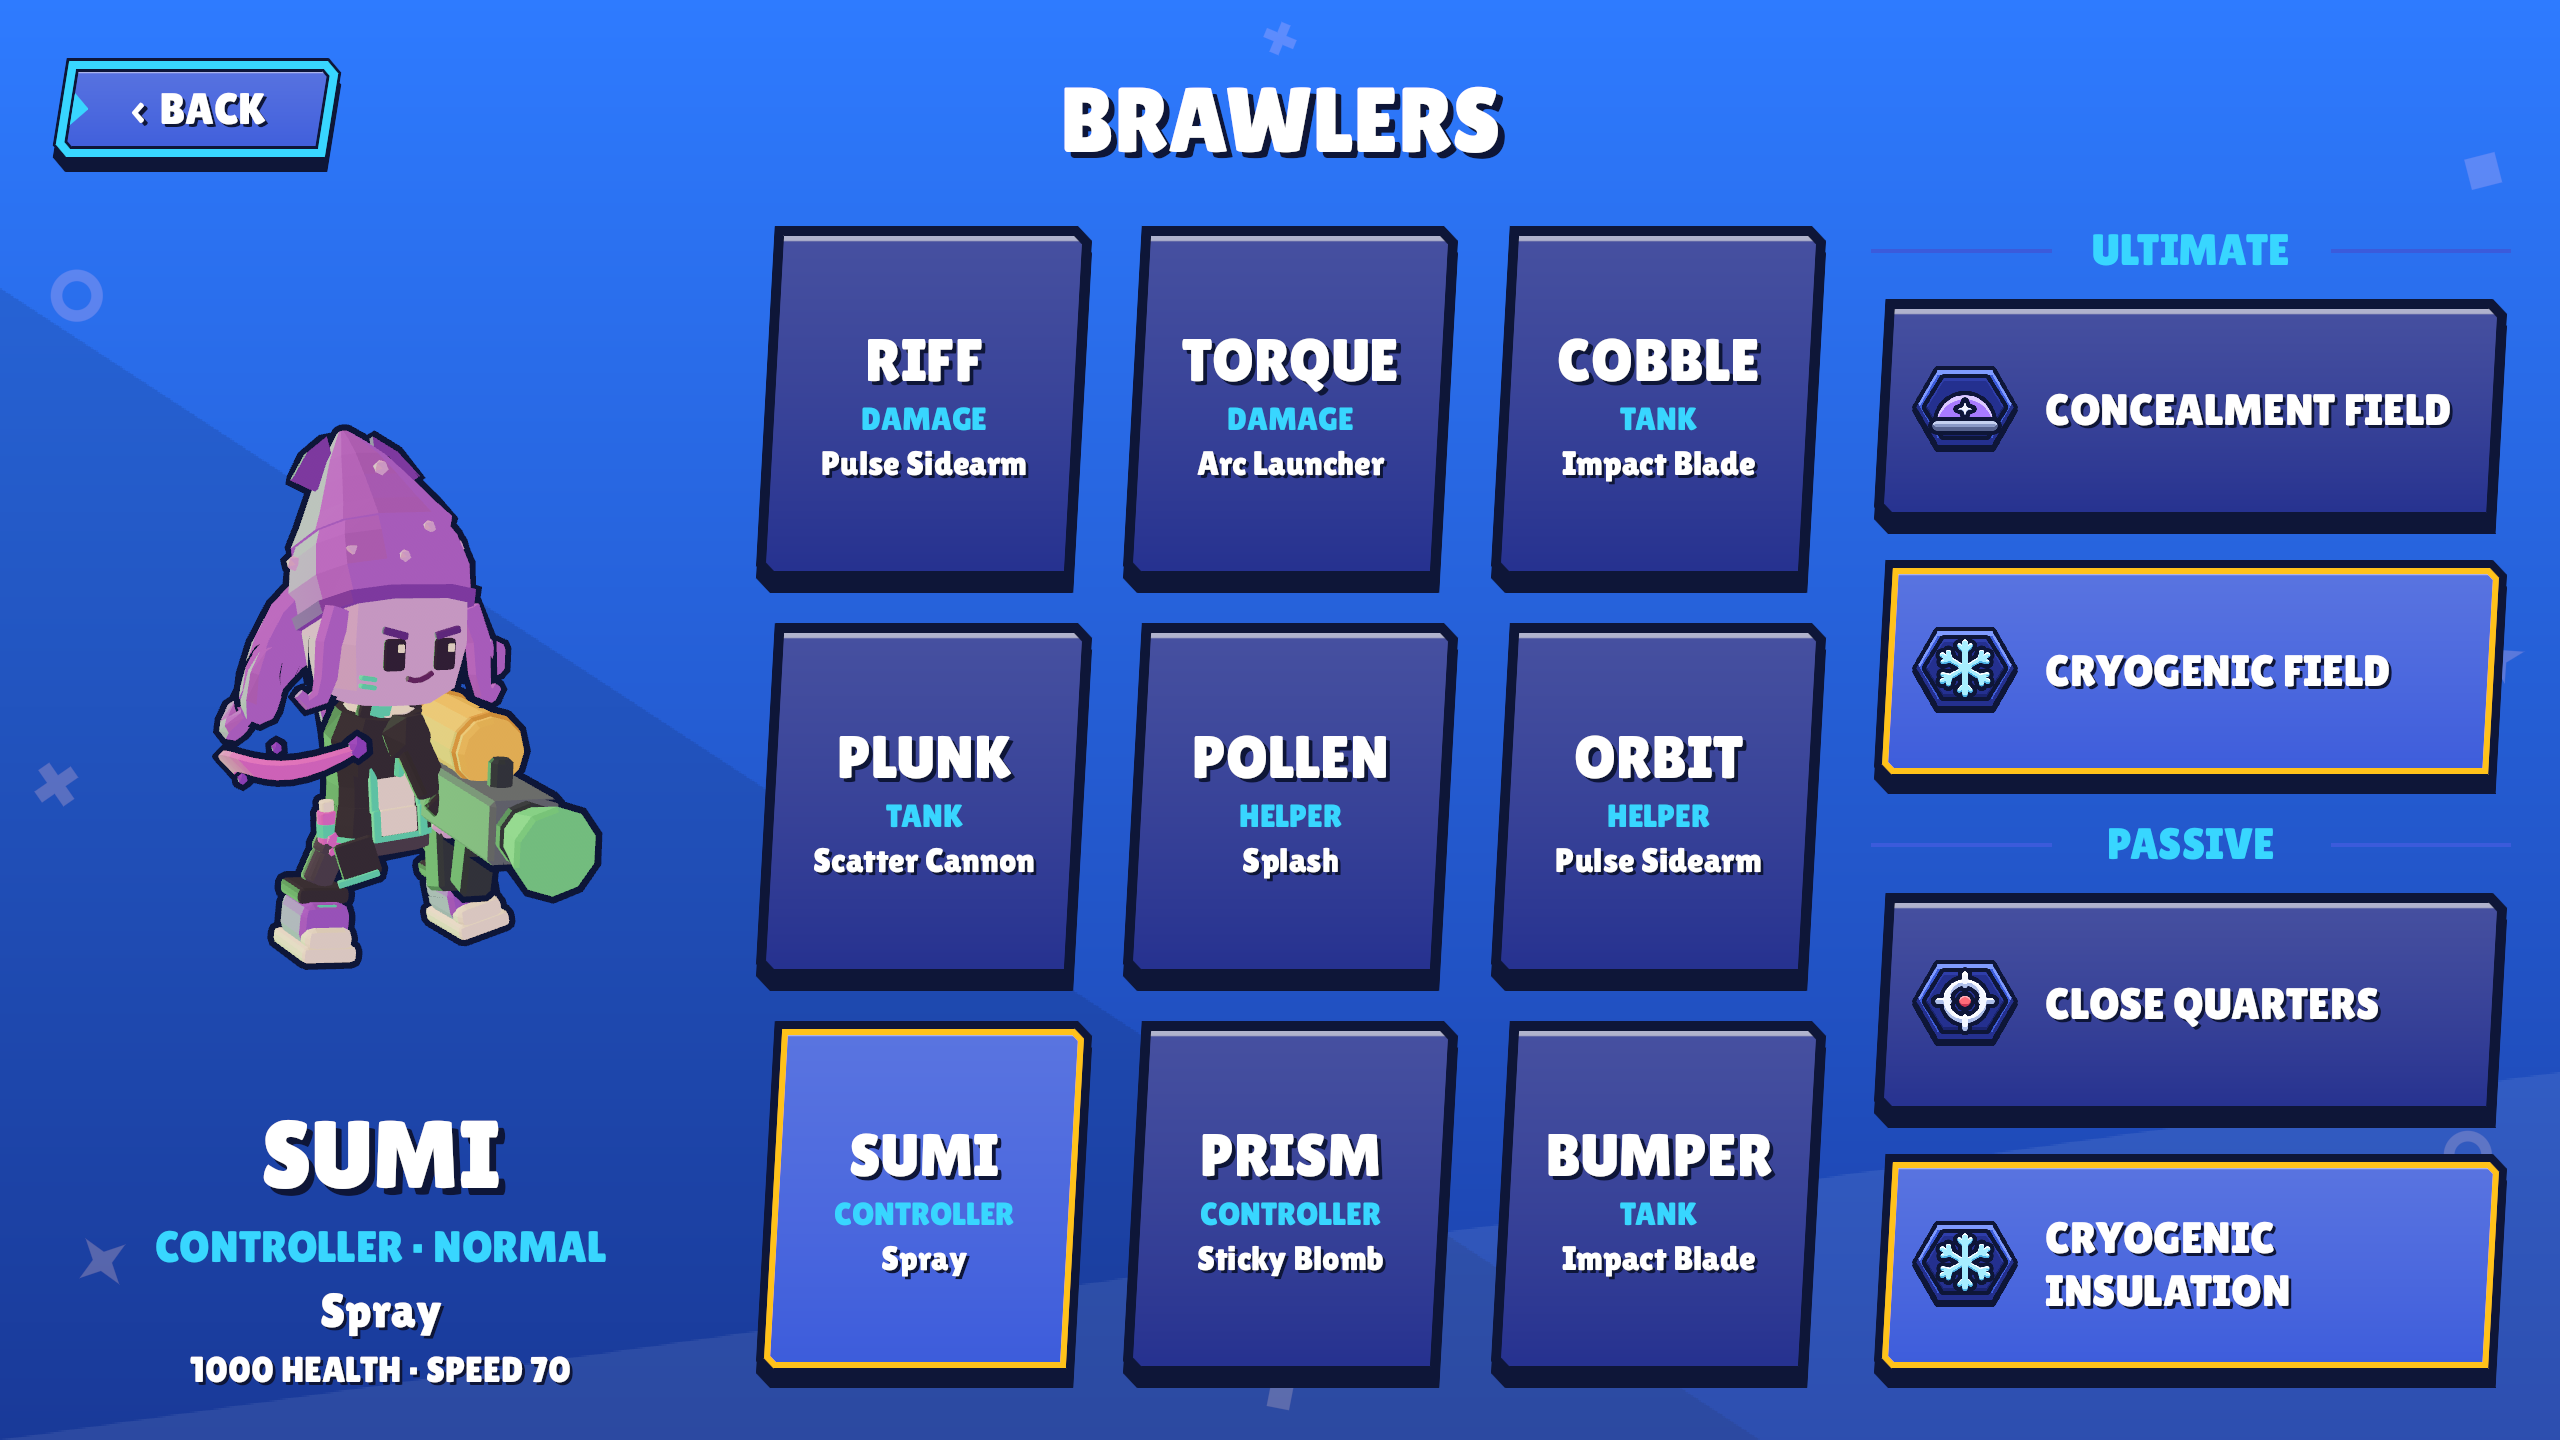 ‹ BACK
BRAWLERS
RIFF
DAMAGE
Pulse Sidearm
TORQUE
DAMAGE
Arc Launcher
COBBLE
TANK
Impact Blade
PLUNK
TANK
Scatter Cannon
POLLEN
HELPER
Splash
ORBIT
HELPER
Pulse Sidearm
SUMI
CONTROLLER
Spray
PRISM
CONTROLLER
Sticky Blomb
BUMPER
TANK
Impact Blade
ULTIMATE
CONCEALMENT FIELD
CRYOGENIC FIELD
PASSIVE
CLOSE QUARTERS
CRYOGENIC
INSULATION
SUMI
CONTROLLER · NORMAL
Spray
1000 HEALTH · SPEED 70